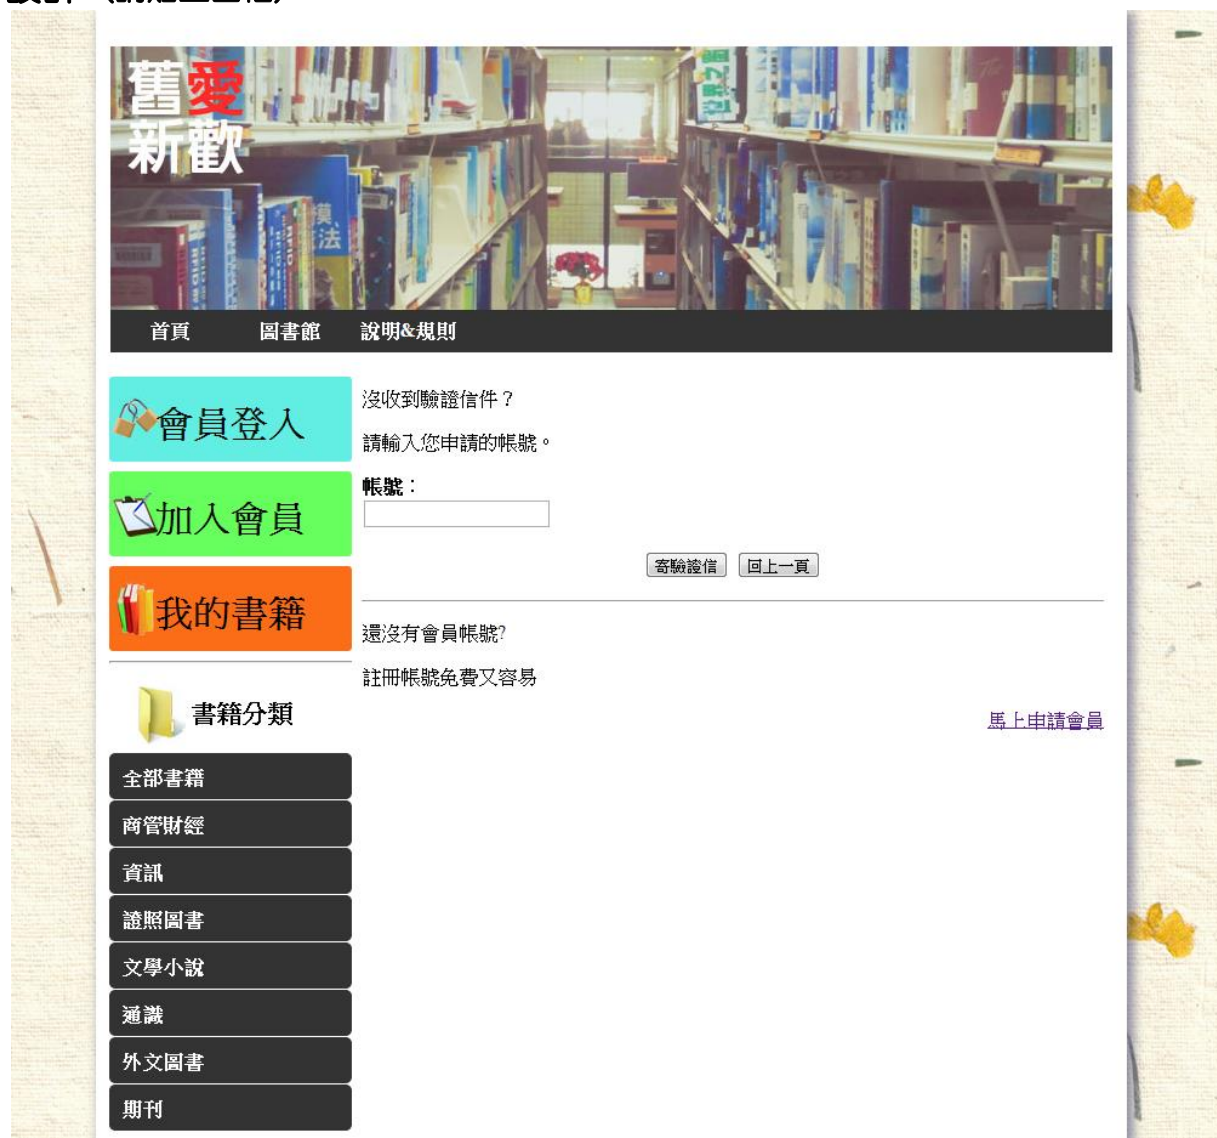 舊愛
新歡
世界之窗
首頁 圖書館 說明&規則
會員登入
加入會員
我的書籍
書籍分類
全部書籍
商管財經
資訊
證照圖書
文學小說
通識
外文圖書
期刊
沒收到驗證信件？
請輸入您申請的帳號。
帳號：
寄驗證信 回上一頁
還沒有會員帳號?
註冊帳號免費又容易
馬上申請會員